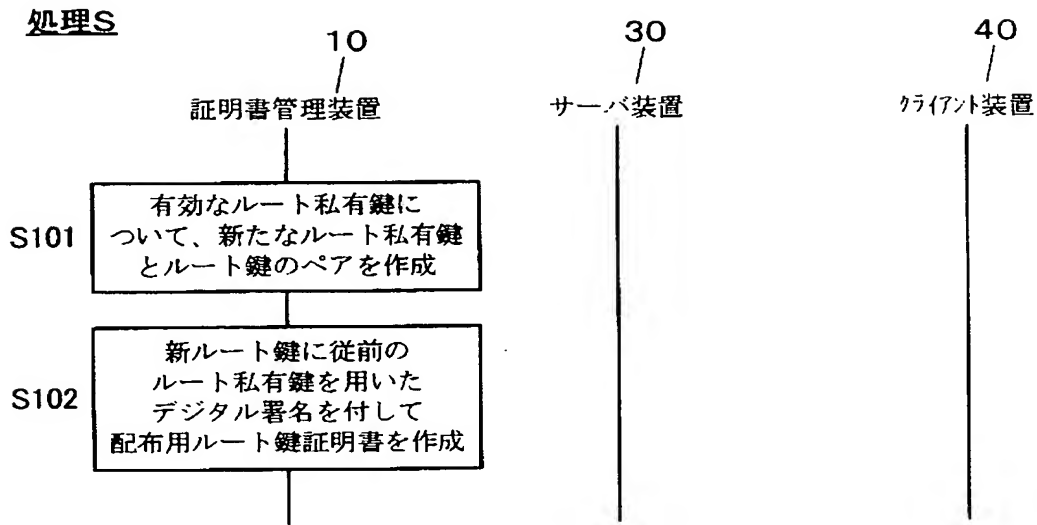 処理S
10
30
40
証明書管理装置
サーバ装置
クライアント装置
S101
有効なルート私有鍵に
ついて、新たなルート私有鍵
とルート鍵のペアを作成
S102
新ルート鍵に従前の
ルート私有鍵を用いた
デジタル署名を付して
配布用ルート鍵証明書を作成